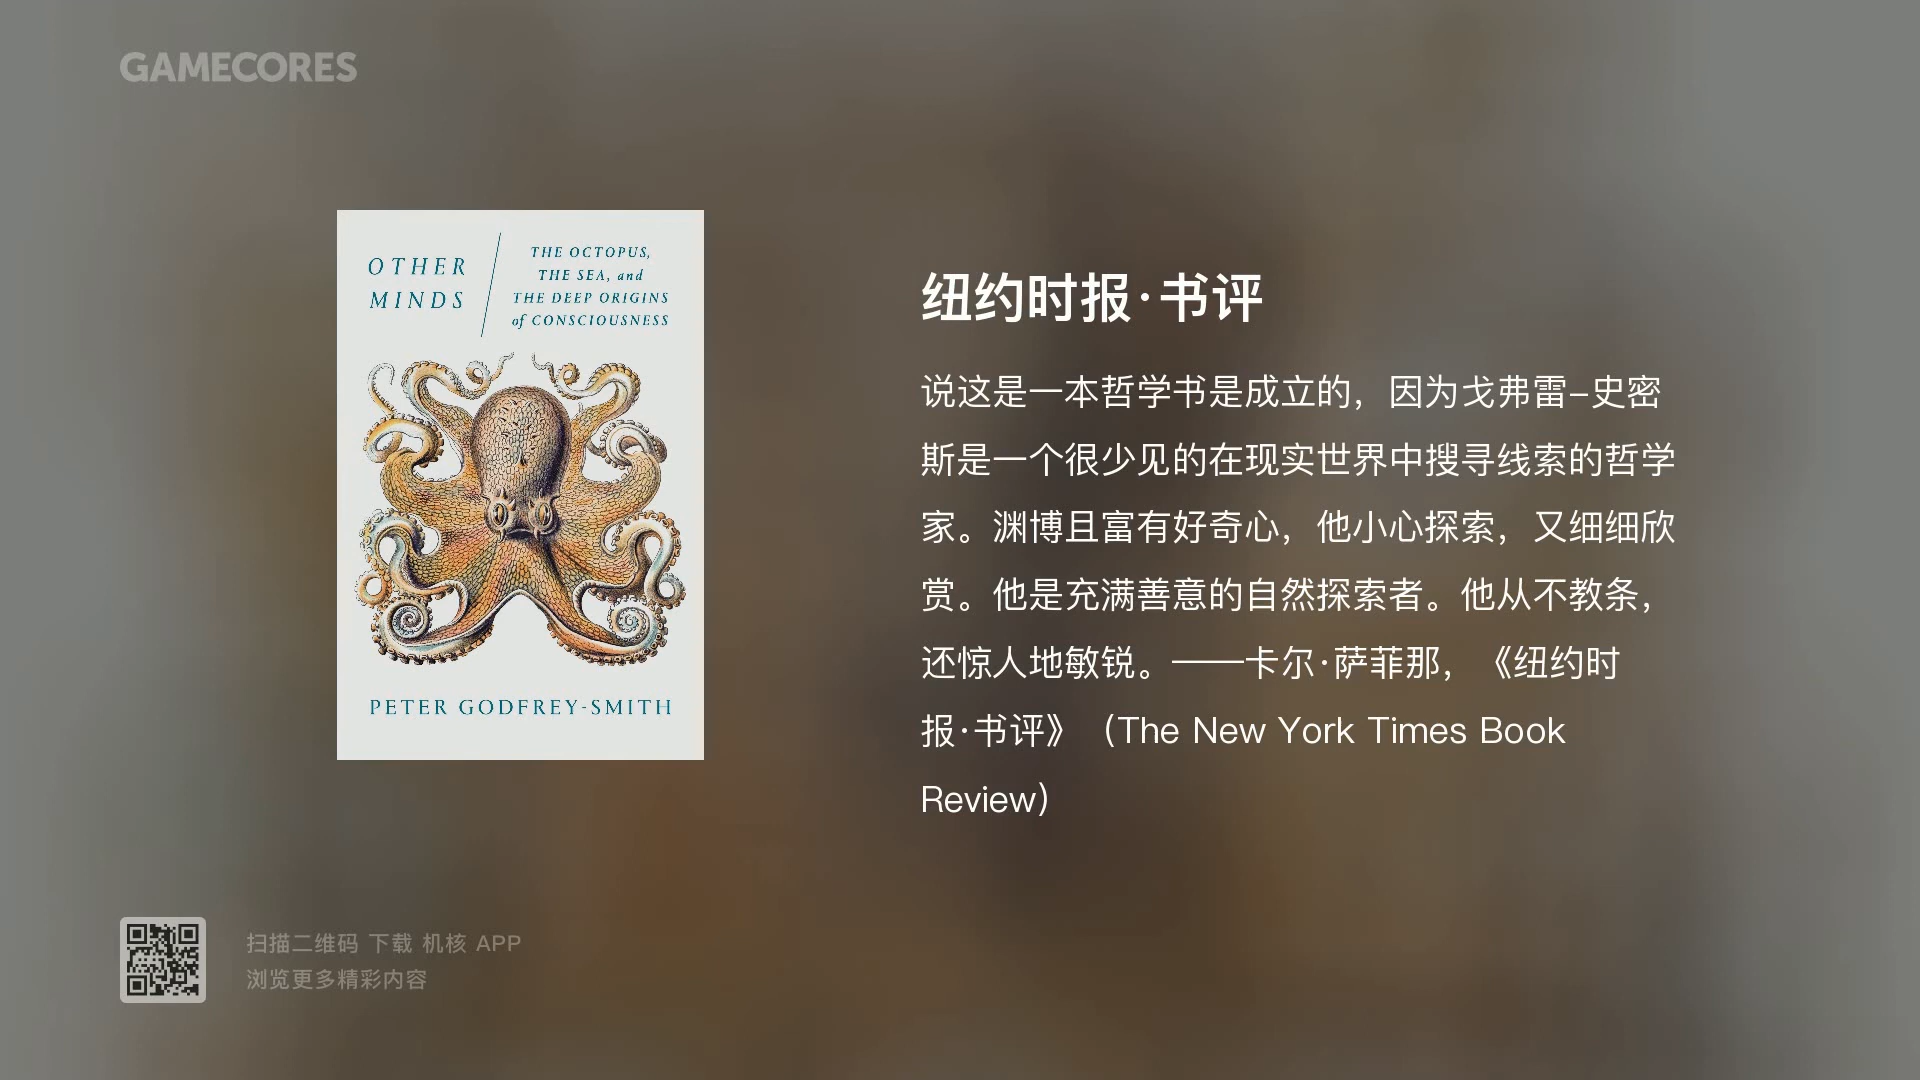 GAMECORES
OTHER
MINDS
THE OCTOPUS,
THE SEA, and
THE DEEP ORIGINS
of CONSCIOUSNESS
PETER GODFREY-SMITH
纽约时报·书评
说这是一本哲学书是成立的，因为戈弗雷-史密
斯是一个很少见的在现实世界中搜寻线索的哲学
家。渊博且富有好奇心，他小心探索，又细细欣
赏。他是充满善意的自然探索者。他从不教条，
还惊人地敏锐。——卡尔·萨菲那，《纽约时
报·书评》（The New York Times Book
Review）
扫描二维码 下载 机核 APP
浏览更多精彩内容